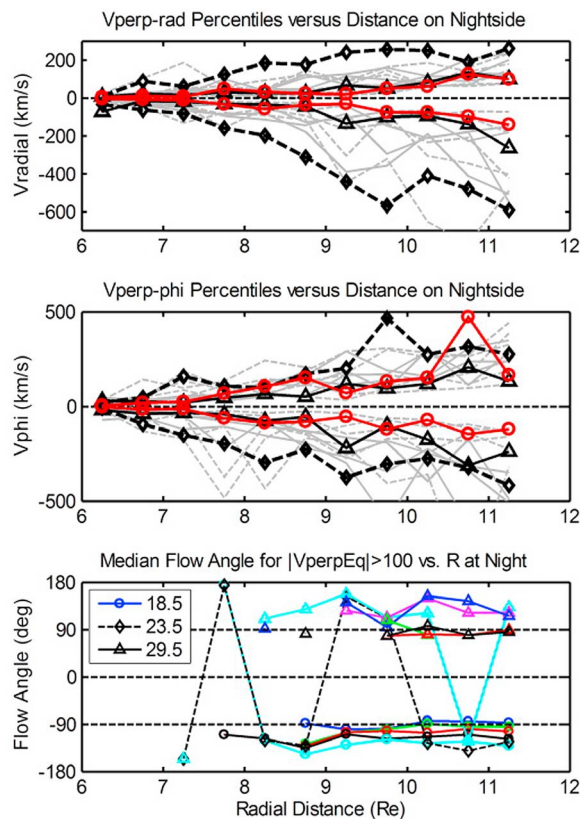 Vperp-rad Percentiles versus Distance on Nightside
200
0
-200
-400
-600
Vradial (km/s)
6 7 8 9 10 11 12
Vperp-phi Percentiles versus Distance on Nightside
500
0
-500
Vphi (km/s)
6 7 8 9 10 11 12
Median Flow Angle for |VperpEq|>100 vs. R at Night
180
90
0
-90
-180
Flow Angle (deg)
18.5
23.5
29.5
6 7 8 9 10 11 12
Radial Distance (Re)